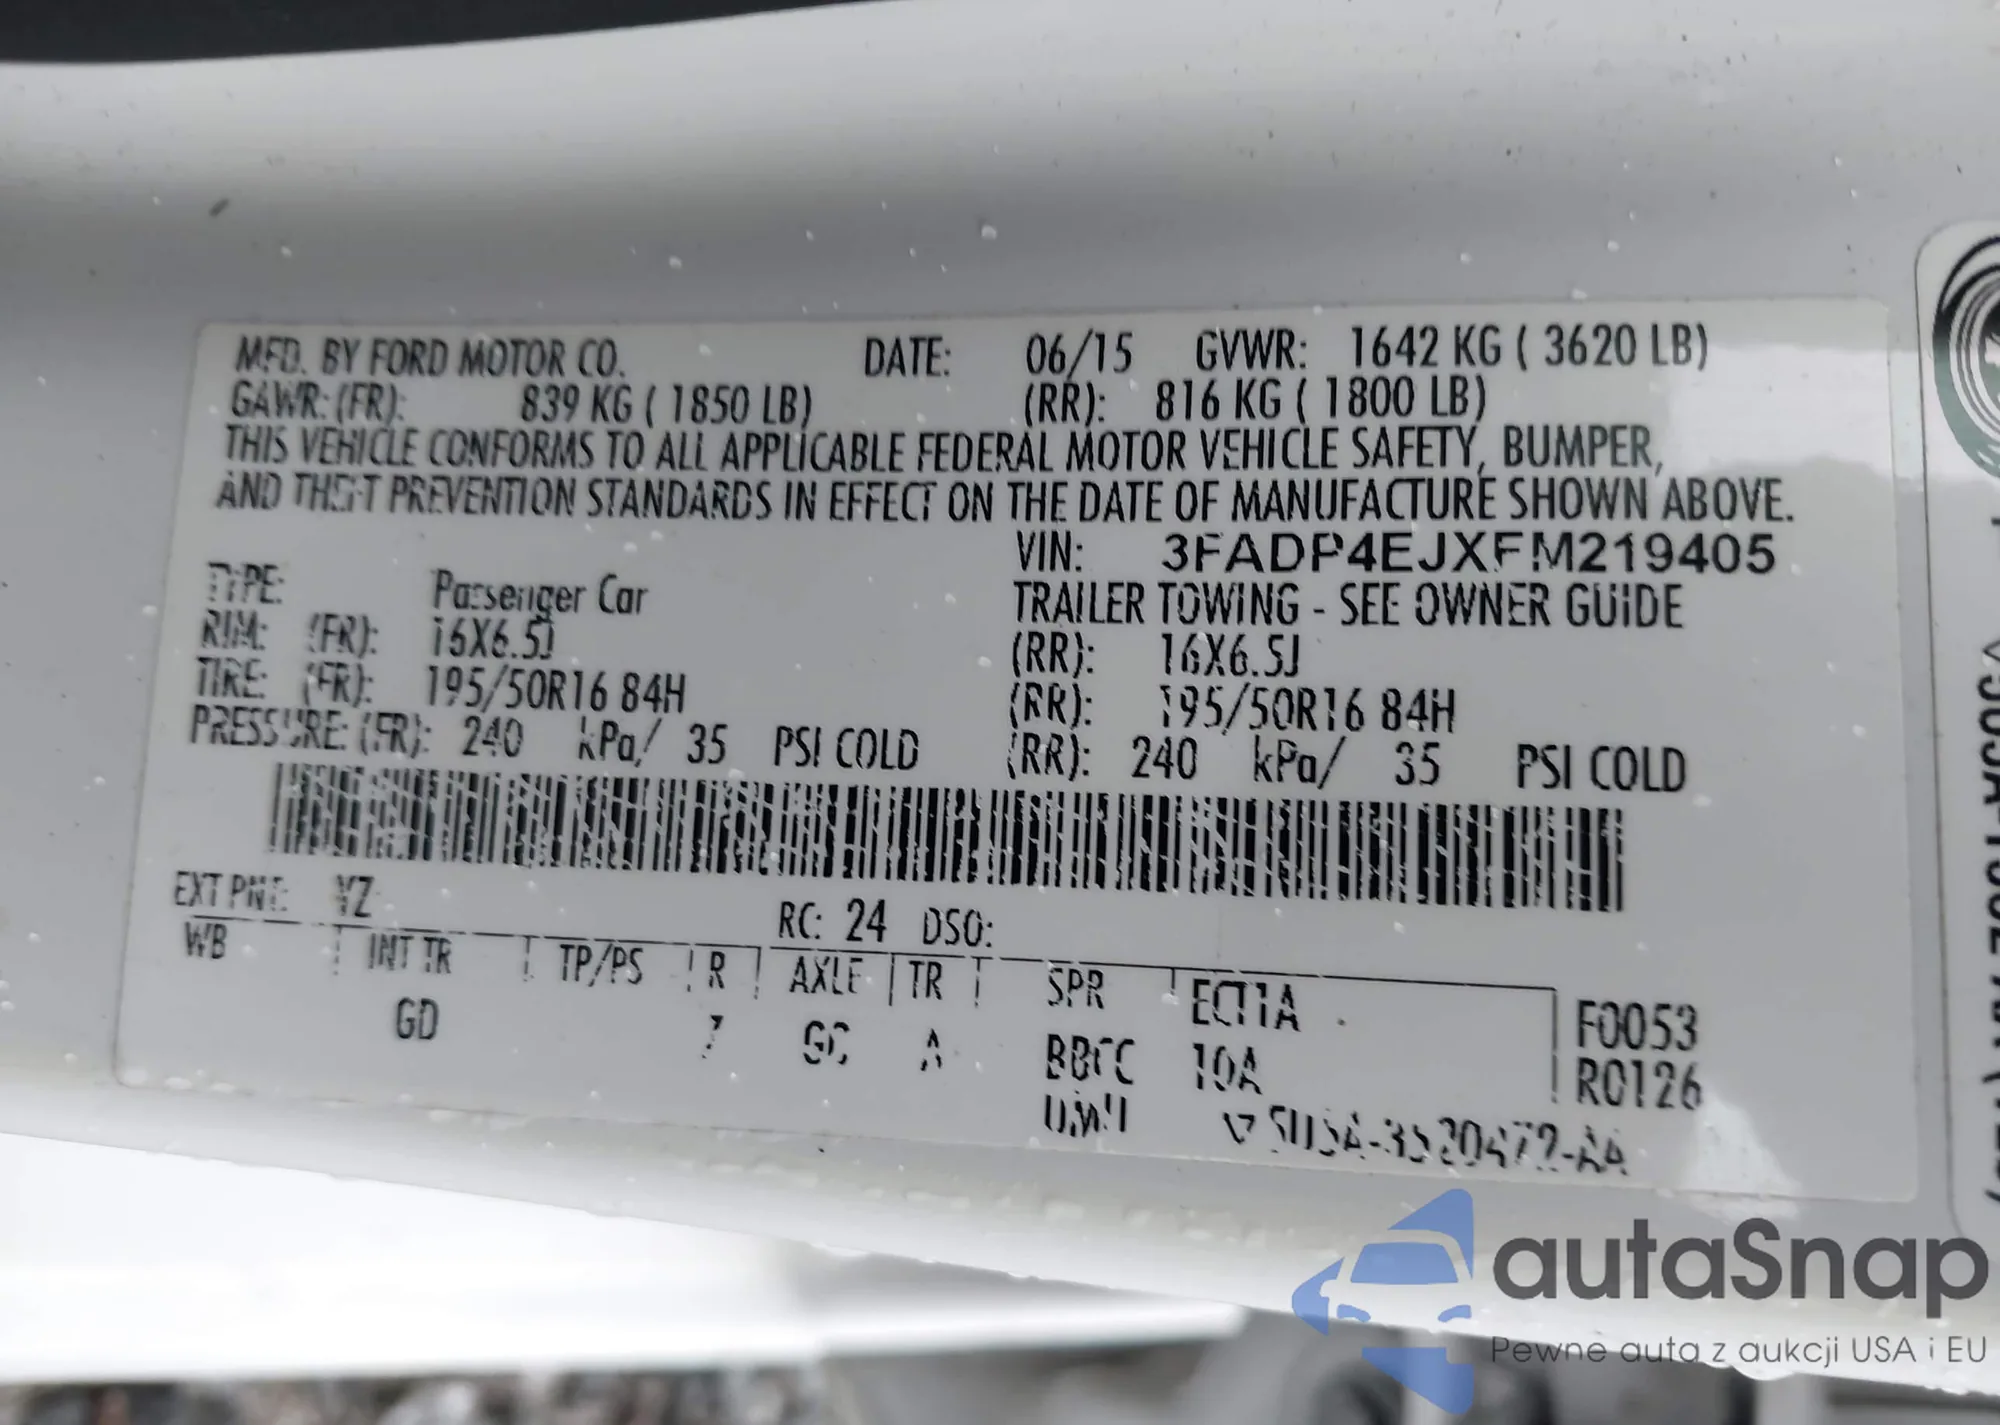 MFD. BY FORD MOTOR CO. DATE: 06/15 GVWR: 1642 KG ( 3620 LB)
GAWR: (FR): 839 KG ( 1850 LB) (RR): 816 KG ( 1800 LB)
THIS VEHICLE CONFORMS TO ALL APPLICABLE FEDERAL MOTOR VEHICLE SAFETY, BUMPER,
AND THEFT PREVENTION STANDARDS IN EFFECT ON THE DATE OF MANUFACTURE SHOWN ABOVE.
VIN: 3FADP4EJXFM219405
TYPE: Passenger Car TRAILER TOWING - SEE OWNER GUIDE
RIM: (FR): 16X6.5J (RR): 16X6.5J
TIRE: (FR): 195/50R16 84H (RR): 195/50R16 84H
PRESSURE: (FR): 240 kPa/ 35 PSI COLD (RR): 240 kPa/ 35 PSI COLD
EXT PNT: YZ RC: 24 DSO:
WB INT TR TP/PS R AXLE TR SPR ECT1A F0053
GD GC A 10A R0126
autaSnap
Pewne auta z aukcji USA i EU